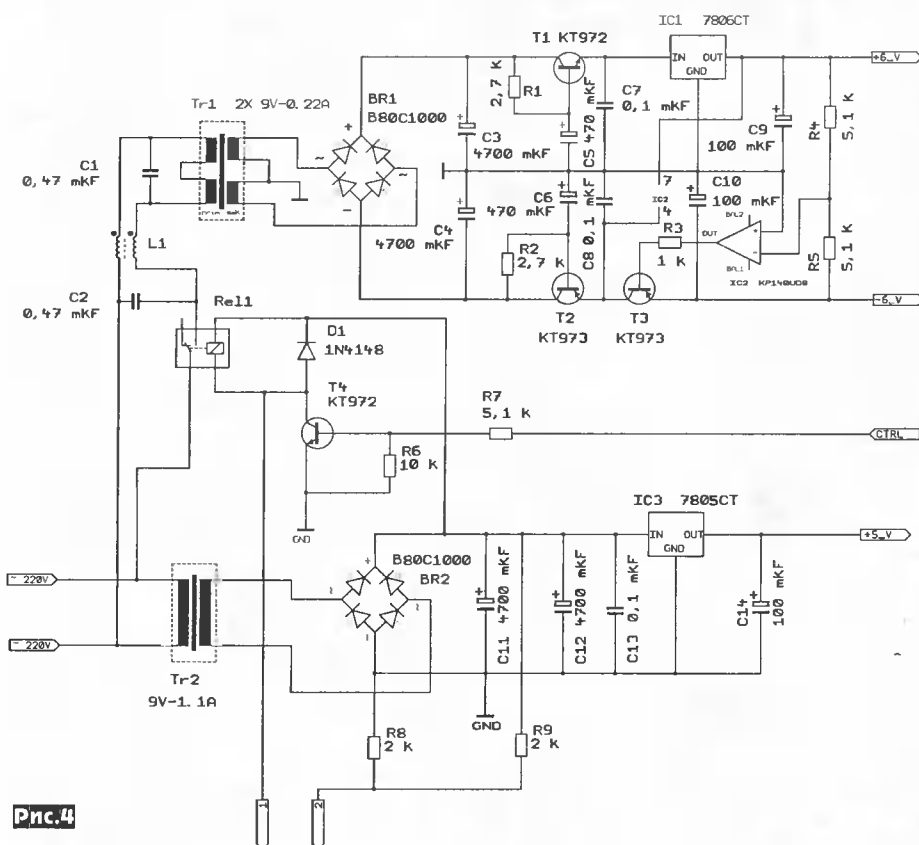 IC1 7806CT
T1 KT972
IN OUT
GND
+6_V
2,7 K
R1
Tr1 2X 9V-0.22A
BR1
B80C1000
C7
0,1 mKF
C3
4700 mKF
C5 470 mKF
C9
100 mKF
R4
5,1 K
C1
0,47 mKF
C6
470 mKF
C10
100 mKF
7
IC2
4
C4
4700 mKF
C8 0,1 mKF
R3
1 K
OUT
IC2 KP140UD8
R5
5,1 K
L1
R2
2,7 K
-6_V
C2
0,47 mKF
Rel1
T2
KT973
T3
KT973
D1
1N4148
T4
KT972
R7
5,1 K
CTRL
R6
10 K
GND
IC3 7805CT
IN OUT
GND
+5_V
B80C1000
BR2
~ 220V
~ 220V
C11 4700 mKF
C12 4700 mKF
C13 0,1 mKF
C14
100 mKF
Tr2
9V-1.1A
GND
R8
2 K
R9
2 K
1
2
Рис.4